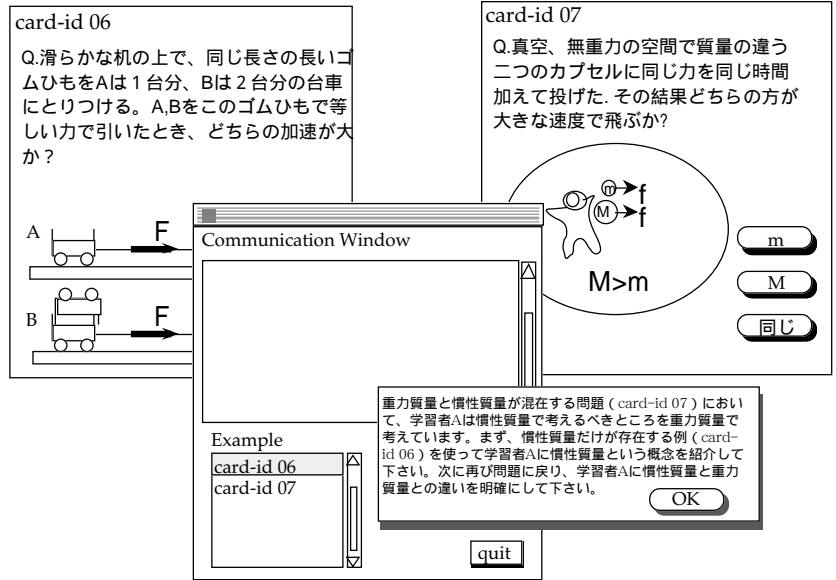 card-id 06
Q.滑らかな机の上で、同じ長さの長いゴ
ムひもをAは1台分、Bは2台分の台車
にとりつける。A,Bをこのゴムひもで等
しい力で引いたとき、どちらの加速が大
か？
A
F
B
F
card-id 07
Q.真空、無重力の空間で質量の違う
二つのカプセルに同じ力を同じ時間
加えて投げた. その結果どちらの方が
大きな速度で飛ぶか?
m
f
M
f
M>m
m
M
同じ
Communication Window
Example
card-id 06
card-id 07
quit
重力質量と慣性質量が混在する問題（card-id 07）におい
て、学習者Aは慣性質量で考えるべきところを重力質量で
考えています。まず、慣性質量だけが存在する例（card-
id 06）を使って学習者Aに慣性質量という概念を紹介して
下さい。次に再び問題に戻り、学習者Aに慣性質量と重力
質量との違いを明確にして下さい。
OK